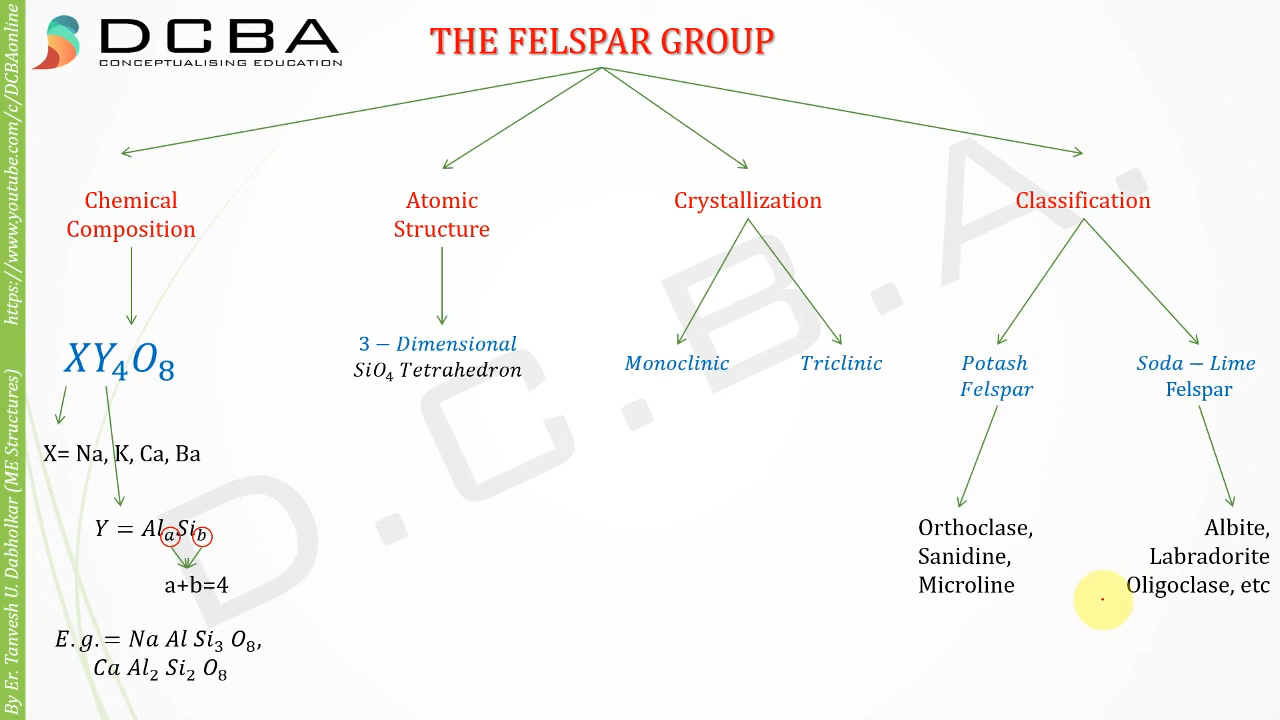 By Er. Tanvesh U. Dabholkar (ME Structures) https://www.youtube.com/c/DCBAonline
DCBA
CONCEPTUALISING EDUCATION
THE FELSPAR GROUP
Chemical
Composition
XY₄O₈
X= Na, K, Ca, Ba
Y = AlₐSi_b
a+b=4
E.g.= Na Al Si₃ O₈,
Ca Al₂ Si₂ O₈
Atomic
Structure
3 − Dimensional
SiO₄ Tetrahedron
Crystallization
Monoclinic
Triclinic
Classification
Potash
Felspar
Orthoclase,
Sanidine,
Microline
Soda − Lime
Felspar
Albite,
Labradorite
Oligoclase, etc
D.C.B.A.